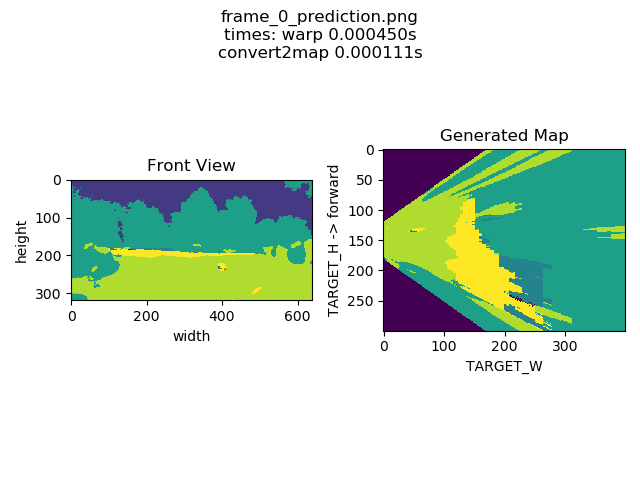 frame_0_prediction.png
times: warp 0.000450s
convert2map 0.000111s
Front View
0
100
200
300
height
0
200
400
600
width
Generated Map
0
50
100
150
200
250
TARGET_H -> forward
0
100
200
300
TARGET_W